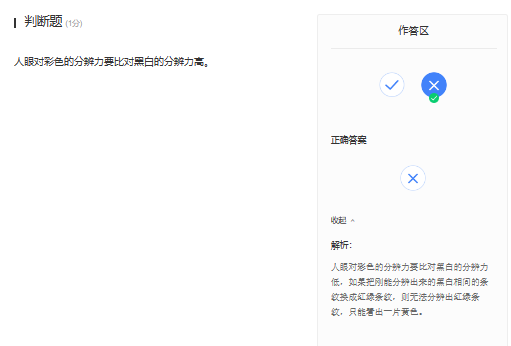 判断题 (1分)
人眼对彩色的分辨力要比对黑白的分辨力高。
作答区
正确答案
收起
解析：
人眼对彩色的分辨力要比对黑白的分辨力
低，如果把刚能分辨出来的黑白相间的条
纹换成红绿条纹，则无法分辨出红绿条
纹，只能看出一片黄色。